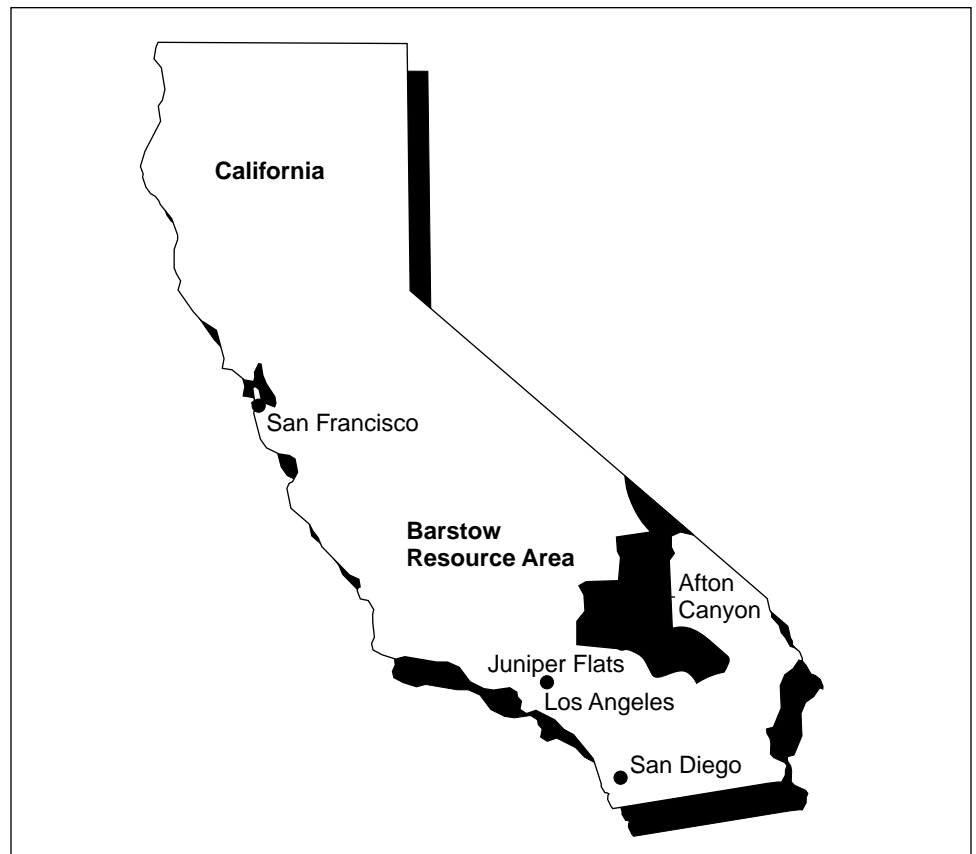 California
San Francisco
Barstow
Resource Area
Afton
Canyon
Juniper Flats
Los Angeles
San Diego